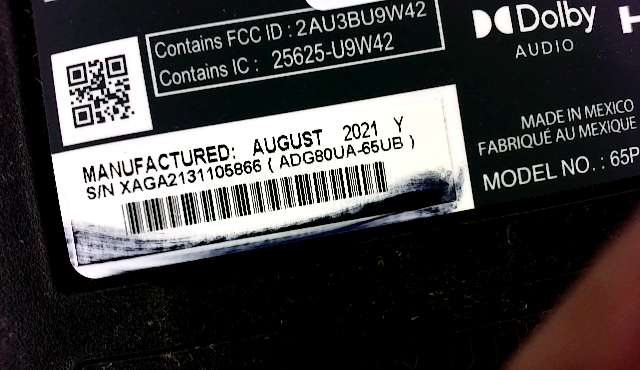 Contains FCC ID : 2AU3BU9W42
Contains IC : 25625-U9W42
Dolby
AUDIO
H
MADE IN MEXICO
FABRIQUÉ AU MEXIQUE
MODEL NO. : 65P
MANUFACTURED: AUGUST 2021 Y
S/N XAGA2131105866 ( ADG80UA-65UB )